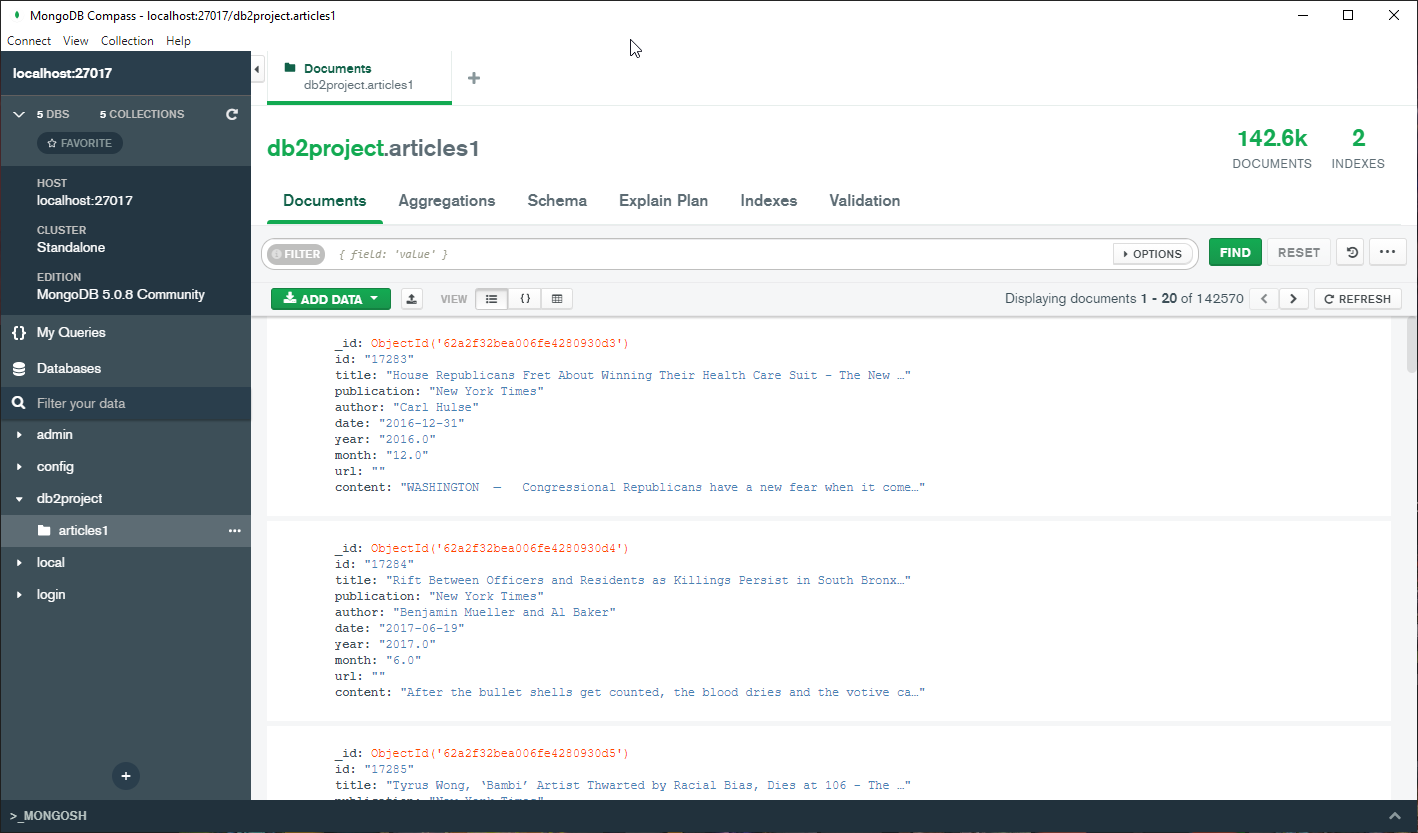 MongoDB Compass - localhost:27017/db2project.articles1
Connect View Collection Help
localhost:27017
5 DBS 5 COLLECTIONS
FAVORITE
HOST
localhost:27017
CLUSTER
Standalone
EDITION
MongoDB 5.0.8 Community
{} My Queries
Databases
Filter your data
admin
config
db2project
articles1
local
login
>_MONGOSH
Documents
db2project.articles1
db2project.articles1
142.6k
DOCUMENTS
2
INDEXES
Documents Aggregations Schema Explain Plan Indexes Validation
FILTER { field: 'value' } OPTIONS FIND RESET
ADD DATA VIEW {} Displaying documents 1 - 20 of 142570 REFRESH
_id: ObjectId('62a2f32bea006fe4280930d3')
id: "17283"
title: "House Republicans Fret About Winning Their Health Care Suit - The New …"
publication: "New York Times"
author: "Carl Hulse"
date: "2016-12-31"
year: "2016.0"
month: "12.0"
url: ""
content: "WASHINGTON — Congressional Republicans have a new fear when it come…"
_id: ObjectId('62a2f32bea006fe4280930d4')
id: "17284"
title: "Rift Between Officers and Residents as Killings Persist in South Bronx…"
publication: "New York Times"
author: "Benjamin Mueller and Al Baker"
date: "2017-06-19"
year: "2017.0"
month: "6.0"
url: ""
content: "After the bullet shells get counted, the blood dries and the votive ca…"
_id: ObjectId('62a2f32bea006fe4280930d5')
id: "17285"
title: "Tyrus Wong, ‘Bambi’ Artist Thwarted by Racial Bias, Dies at 106 - The …"
publication: "New York Times"